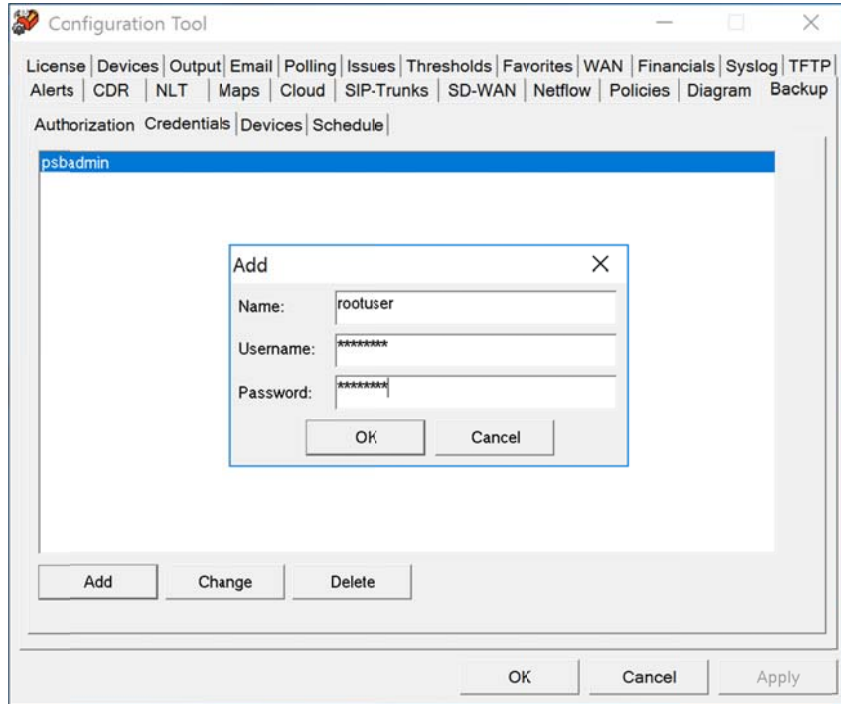 Configuration Tool
License Devices Output Email Polling Issues Thresholds Favorites WAN Financials Syslog TFTP
Alerts CDR NLT Maps Cloud SIP-Trunks SD-WAN Netflow Policies Diagram Backup
Authorization Credentials Devices Schedule
psbadmin
Add
Name: rootuser
Username: ********
Password: ********
OK Cancel
Add Change Delete
OK Cancel Apply